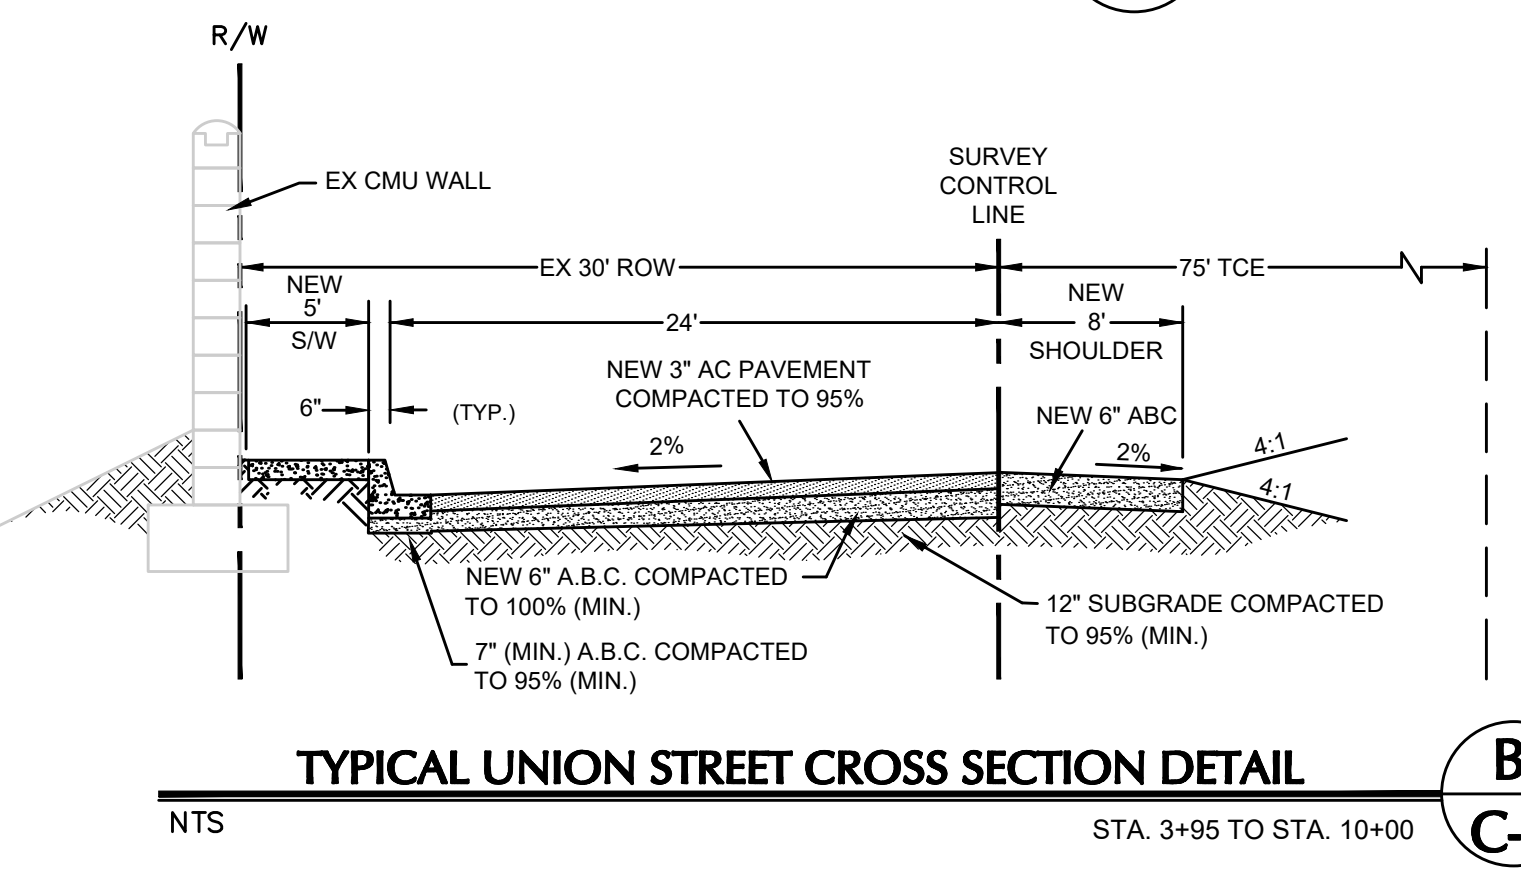 R/W
EX CMU WALL
SURVEY
CONTROL
LINE
EX 30' ROW
75' TCE
NEW
5'
S/W
24'
NEW
8'
SHOULDER
6"
(TYP.)
NEW 3" AC PAVEMENT
COMPACTED TO 95%
NEW 6" ABC
2%
2%
4:1
4:1
NEW 6" A.B.C. COMPACTED
TO 100% (MIN.)
12" SUBGRADE COMPACTED
TO 95% (MIN.)
7" (MIN.) A.B.C. COMPACTED
TO 95% (MIN.)
TYPICAL UNION STREET CROSS SECTION DETAIL
B
NTS
STA. 3+95 TO STA. 10+00
C-